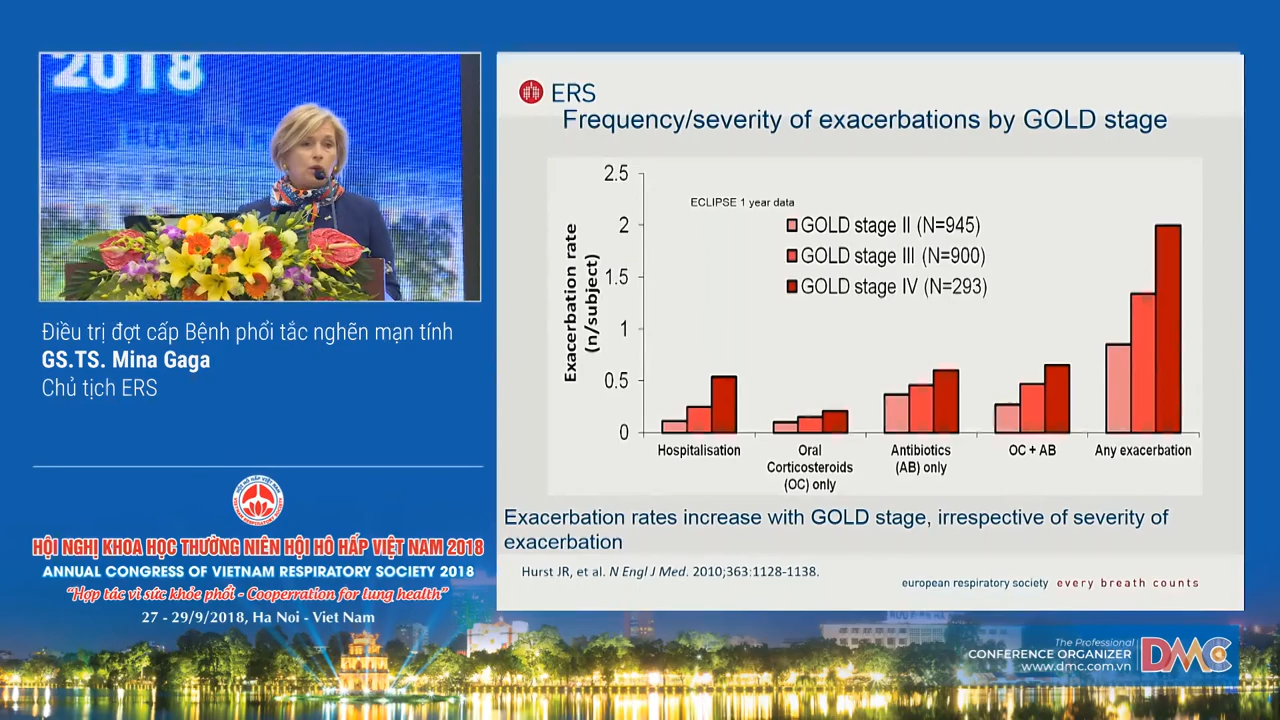 2018
Điều trị đợt cấp Bệnh phổi tắc nghẽn mạn tính
GS.TS. Mina Gaga
Chủ tịch ERS
HỘI NGHỊ KHOA HỌC THƯỜNG NIÊN HỘI HÔ HẤP VIỆT NAM 2018
ANNUAL CONGRESS OF VIETNAM RESPIRATORY SOCIETY 2018
“Hợp tác vì sức khỏe phổi - Cooperration for lung health”
27 - 29/9/2018, Ha Noi - Viet Nam
ERS
Frequency/severity of exacerbations by GOLD stage
ECLIPSE 1 year data
GOLD stage II (N=945)
GOLD stage III (N=900)
GOLD stage IV (N=293)
Exacerbation rate
(n/subject)
2.5
2
1.5
1
0.5
0
Hospitalisation
Oral
Corticosteroids
(OC) only
Antibiotics
(AB) only
OC + AB
Any exacerbation
Exacerbation rates increase with GOLD stage, irrespective of severity of
exacerbation
Hurst JR, et al. N Engl J Med. 2010;363:1128-1138.
european respiratory society every breath counts
The Professional
CONFERENCE ORGANIZER
www.dmc.com.vn
DMC